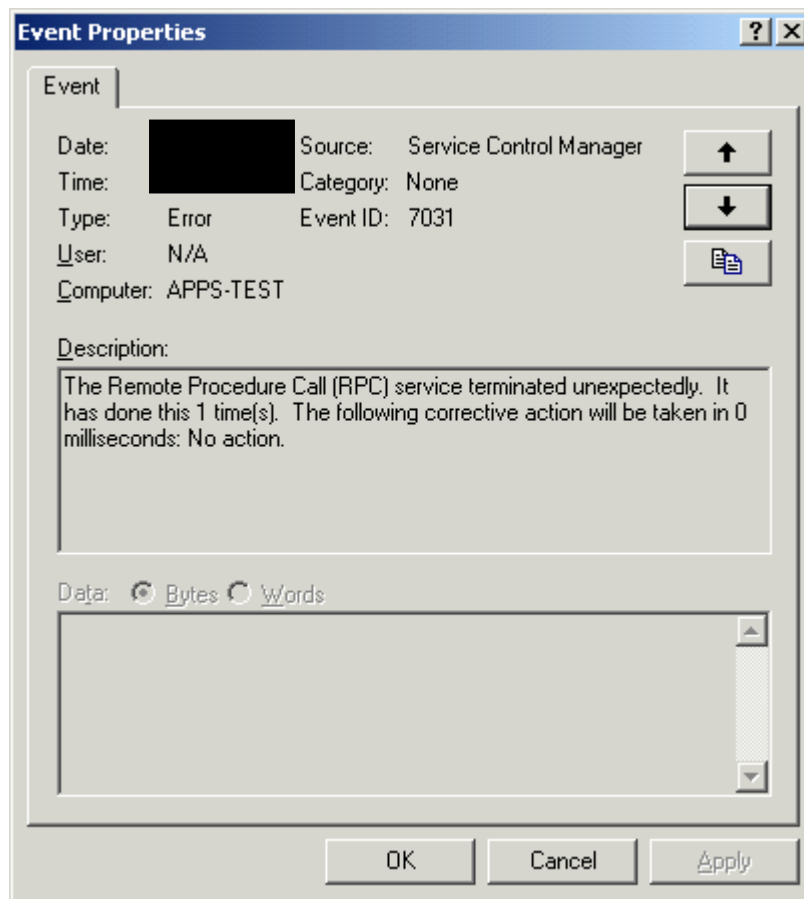 Event Properties
Event
Date: Source: Service Control Manager
Time: Category: None
Type: Error Event ID: 7031
User: N/A
Computer: APPS-TEST
Description:
The Remote Procedure Call (RPC) service terminated unexpectedly. It
has done this 1 time(s). The following corrective action will be taken in 0
milliseconds: No action.
Data: Bytes Words
OK Cancel Apply